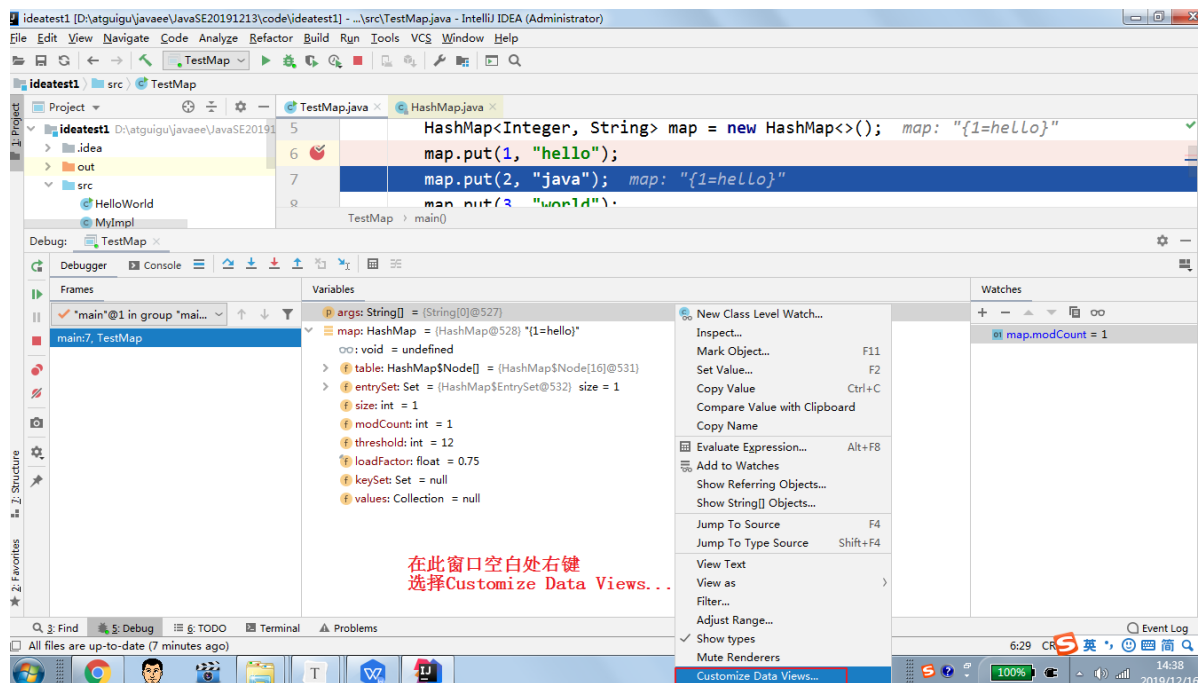 ideatest1 [D:\atguigu\javaee\JavaSE20191213\code\ideatest1] - ...\src\TestMap.java - IntelliJ IDEA (Administrator)
File Edit View Navigate Code Analyze Refactor Build Run Tools VCS Window Help
TestMap
ideatest1 src TestMap
1: Project
Project
TestMap.java
HashMap.java
ideatest1 D:\atguigu\javaee\JavaSE20191
.idea
out
src
HelloWorld
MyImpl
5 HashMap<Integer, String> map = new HashMap<>(); map: "{1=hello}"
6 map.put(1, "hello");
7 map.put(2, "java"); map: "{1=hello}"
8 map.put(3, "world");
TestMap > main()
Debug: TestMap
Debugger Console
Frames
"main"@1 in group "mai...
main:7, TestMap
Variables
args: String[] = {String[0]@527}
map: HashMap = {HashMap@528} "{1=hello}"
oo: void = undefined
table: HashMap$Node[] = {HashMap$Node[16]@531}
entrySet: Set = {HashMap$EntrySet@532} size = 1
size: int = 1
modCount: int = 1
threshold: int = 12
loadFactor: float = 0.75
keySet: Set = null
values: Collection = null
在此窗口空白处右键
选择Customize Data Views...
New Class Level Watch...
Inspect...
Mark Object... F11
Set Value... F2
Copy Value Ctrl+C
Compare Value with Clipboard
Copy Name
Evaluate Expression... Alt+F8
Add to Watches
Show Referring Objects...
Show String[] Objects...
Jump To Source F4
Jump To Type Source Shift+F4
View Text
View as
Filter...
Adjust Range...
Show types
Mute Renderers
Customize Data Views...
Watches
map.modCount = 1
7: Structure
2: Favorites
3: Find 5: Debug 6: TODO Terminal Problems
Event Log
All files are up-to-date (7 minutes ago)
6:29 CR
英 简
100%
14:38
2019/12/16